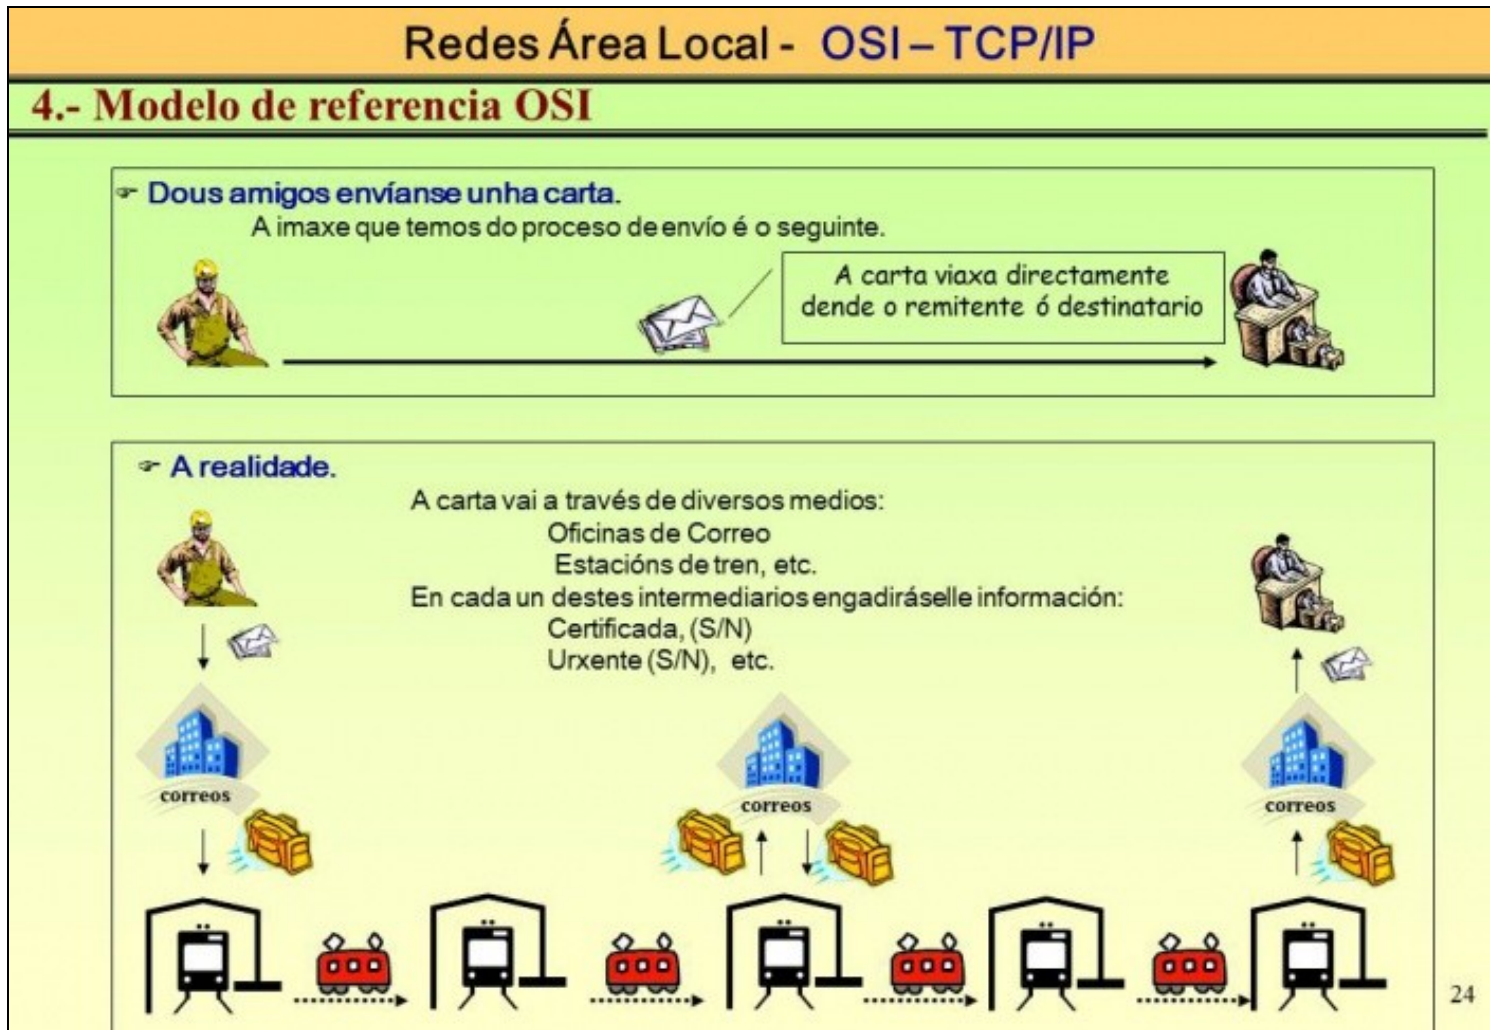 Redes Área Local - OSI – TCP/IP
4.- Modelo de referencia OSI
☞ Dous amigos envíanse unha carta.
A imaxe que temos do proceso de envío é o seguinte.
A carta viaxa directamente
dende o remitente ó destinatario
☞ A realidade.
A carta vai a través de diversos medios:
Oficinas de Correo
Estacións de tren, etc.
En cada un destes intermediarios engadiráselle información:
Certificada, (S/N)
Urxente (S/N), etc.
correos
correos
correos
24